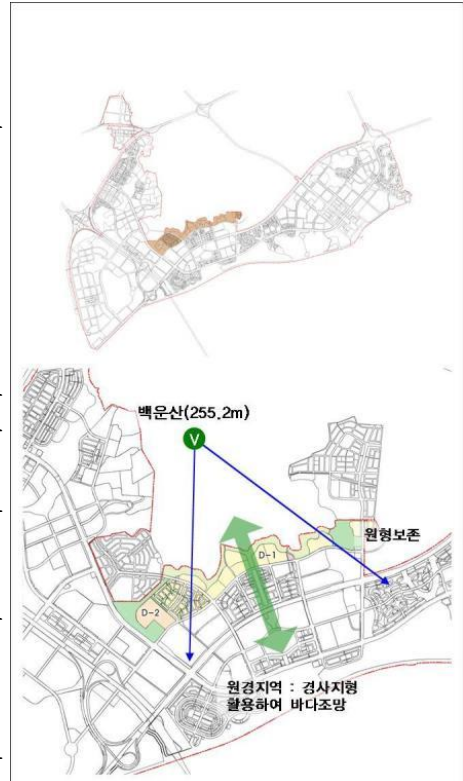 백운산(255.2m)
V
원형보존
D-1
D-2
원경지역 : 경사지형
활용하여 바다조망